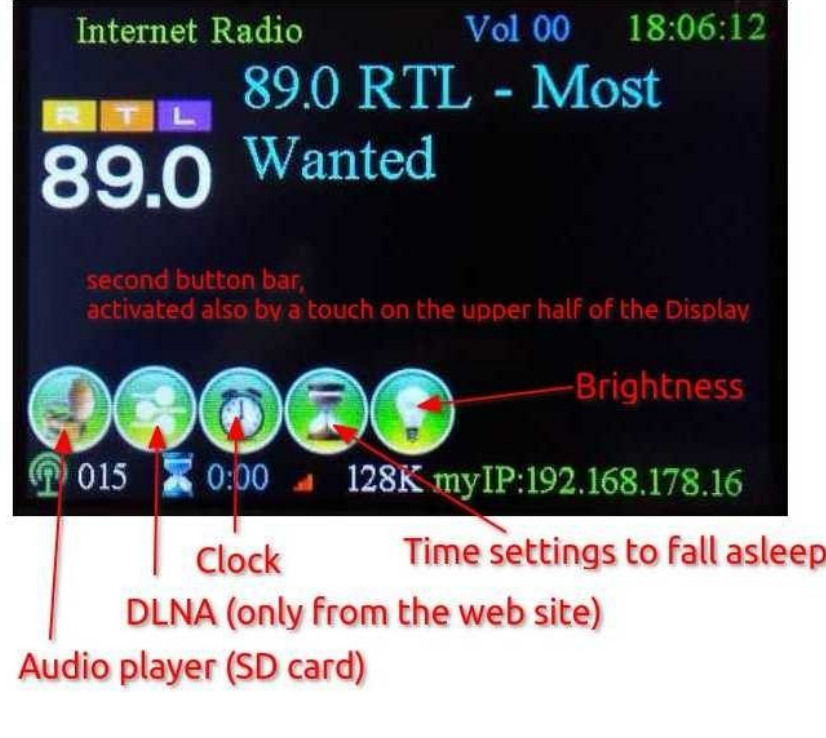 Internet Radio Vol 00 18:06:12
RTL
89.0
89.0 RTL - Most
Wanted
second button bar,
activated also by a touch on the upper half of the Display
Brightness
015 0:00 128K myIP:192.168.178.16
Clock
Time settings to fall asleep
DLNA (only from the web site)
Audio player (SD card)